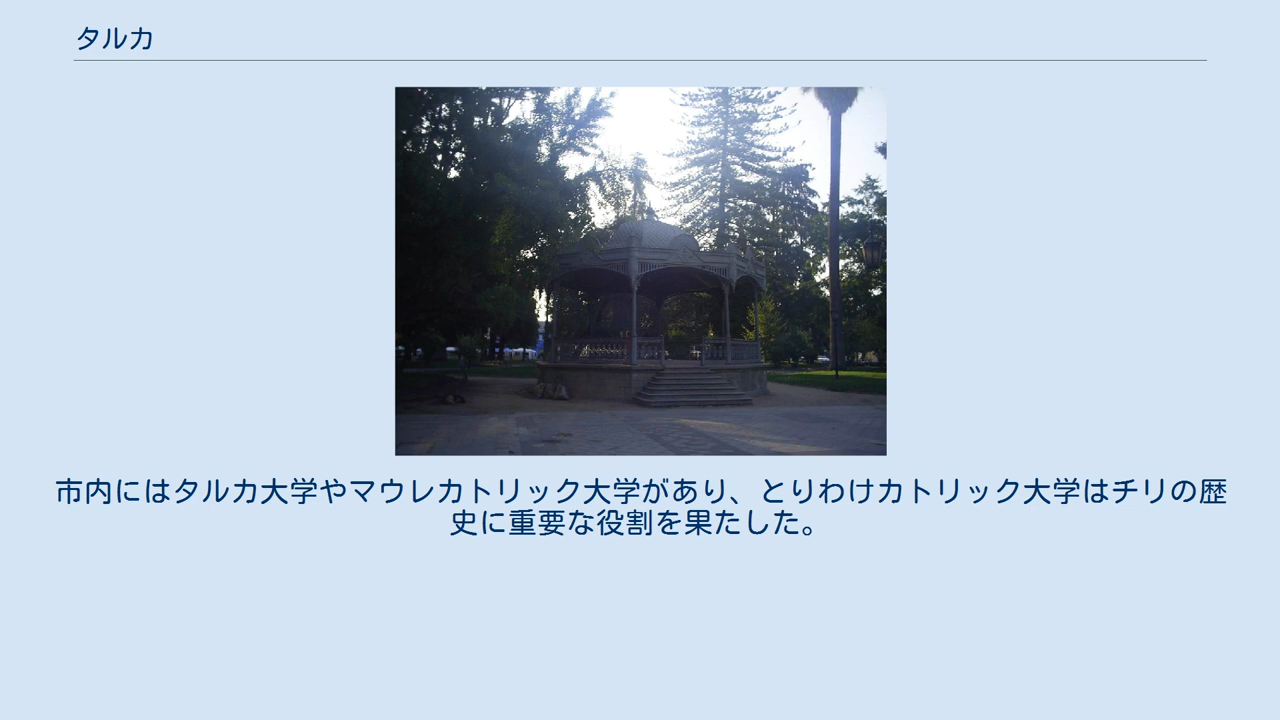 タルカ
市内にはタルカ大学やマウレカトリック大学があり、とりわけカトリック大学はチリの歴
史に重要な役割を果たした。